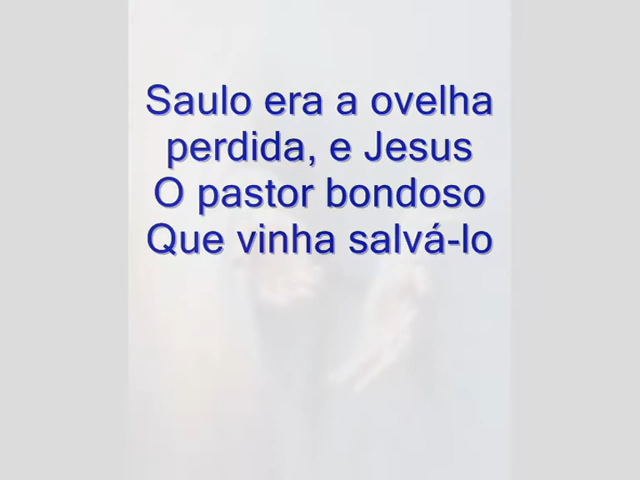 Saulo era a ovelha
perdida, e Jesus
O pastor bondoso
Que vinha salvá-lo